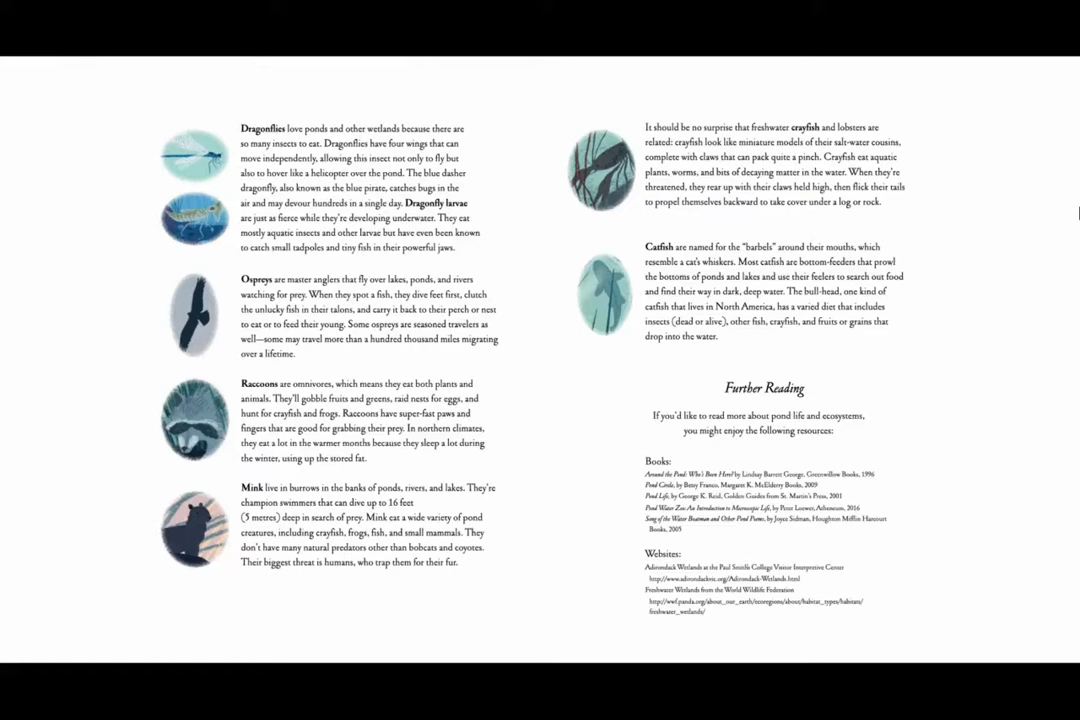 Dragonflies love ponds and other wetlands because there are
so many insects to eat. Dragonflies have four wings that can
move independently, allowing this insect not only to fly but
also to hover like a helicopter over the pond. The blue dasher
dragonfly, also known as the blue pirate, catches bugs in the
air and may devour hundreds in a single day. Dragonfly larvae
are just as fierce while they're developing underwater. They eat
mostly aquatic insects and other larvae but have even been known
to catch small tadpoles and tiny fish in their powerful jaws.
Ospreys are master anglers that fly over lakes, ponds, and rivers
watching for prey. When they spot a fish, they dive feet first, clutch
the unlucky fish in their talons, and carry it back to their perch or nest
to eat or to feed their young. Some ospreys are seasoned travelers as
well—some may travel more than a hundred thousand miles migrating
over a lifetime.
Raccoons are omnivores, which means they eat both plants and
animals. They'll gobble fruits and greens, raid nests for eggs, and
hunt for crayfish and frogs. Raccoons have super-fast paws and
fingers that are good for grabbing their prey. In northern climates,
they eat a lot in the warmer months because they sleep a lot during
the winter, using up the stored fat.
Mink live in burrows in the banks of ponds, rivers, and lakes. They're
champion swimmers that can dive up to 16 feet
(5 metres) deep in search of prey. Mink eat a wide variety of pond
creatures, including crayfish, frogs, fish, and small mammals. They
don't have many natural predators other than bobcats and coyotes.
Their biggest threat is humans, who trap them for their fur.
It should be no surprise that freshwater crayfish and lobsters are
related: crayfish look like miniature models of their salt-water cousins,
complete with claws that can pack quite a pinch. Crayfish eat aquatic
plants, worms, and bits of decaying matter in the water. When they're
threatened, they rear up with their claws held high, then flick their tails
to propel themselves backward to take cover under a log or rock.
Catfish are named for the "barbels" around their mouths, which
resemble a cat's whiskers. Most catfish are bottom-feeders that prowl
the bottoms of ponds and lakes and use their feelers to search out food
and find their way in dark, deep water. The bull-head, one kind of
catfish that lives in North America, has a varied diet that includes
insects (dead or alive), other fish, crayfish, and fruits or grains that
drop into the water.
Further Reading
If you'd like to read more about pond life and ecosystems,
you might enjoy the following resources:
Books:
Around the Pond: Who's Been Here? by Lindsay Barrett George, Greenwillow Books, 1996
Pond Circle, by Betsy Franco, Margaret K. McElderry Books, 2009
Pond Life, by George K. Reid, Golden Guides from St. Martin's Press, 2001
Pond Water Zoo: An Introduction to Microscopic Life, by Peter Loewer, Atheneum, 2016
Song of the Water Boatman and Other Pond Poems, by Joyce Sidman, Houghton Mifflin Harcourt
Books, 2005
Websites:
Adirondack Wetlands at the Paul Smith's College Visitor Interpretive Center
http://www.adirondackvic.org/Adirondack-Wetlands.html
Freshwater Wetlands from the World Wildlife Federation
http://wwf.panda.org/about_our_earth/ecoregions/about/habitat_types/habitats/
freshwater_wetlands/